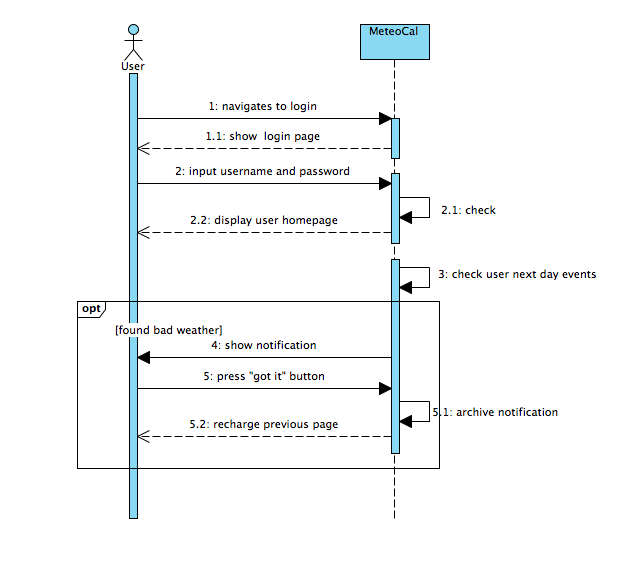 MeteoCal
User
1: navigates to login
1.1: show  login page
2: input username and password
2.1: check
2.2: display user homepage
3: check user next day events
opt
[found bad weather]
4: show notification
5: press "got it" button
5.1: archive notification
5.2: recharge previous page